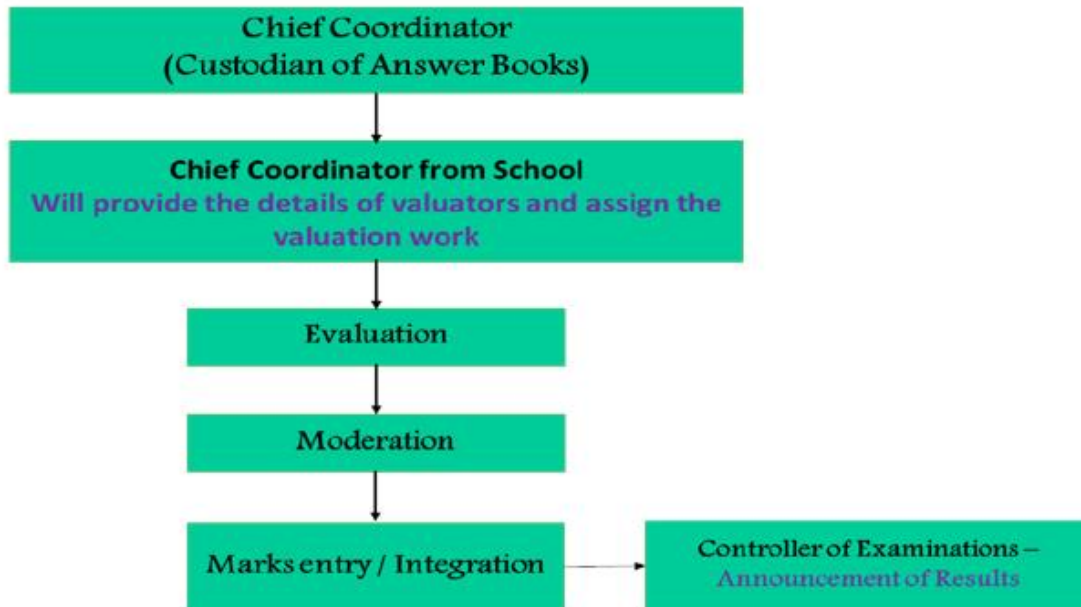 Chief Coordinator
(Custodian of Answer Books)
Chief Coordinator from School
Will provide the details of valuators and assign the
valuation work
Evaluation
Moderation
Marks entry / Integration
Controller of Examinations –
Announcement of Results